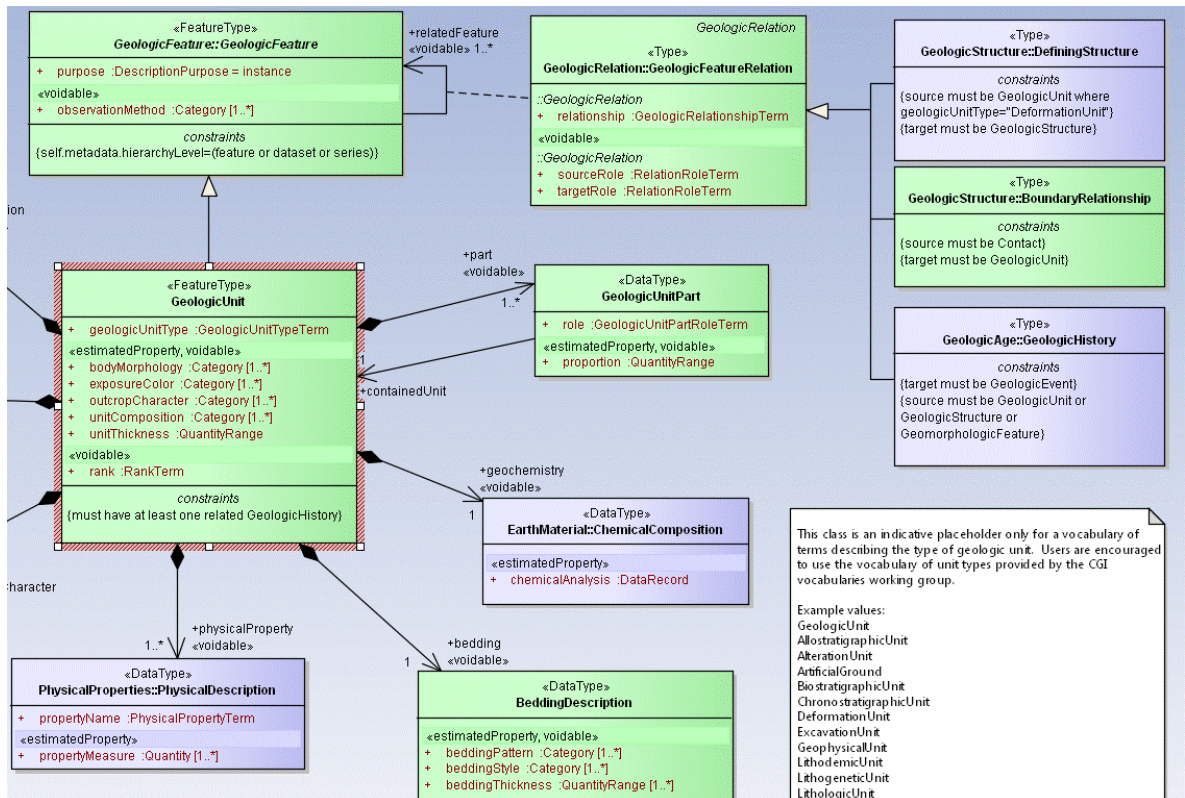 «FeatureType»
GeologicFeature::GeologicFeature
+ purpose :DescriptionPurpose = instance
«voidable»
+ observationMethod :Category [1..*]
constraints
{self.metadata.hierarchyLevel=(feature or dataset or series)}
+relatedFeature
«voidable» 1..*
GeologicRelation
«Type»
GeologicRelation::GeologicFeatureRelation
::GeologicRelation
+ relationship :GeologicRelationshipTerm
«voidable»
::GeologicRelation
+ sourceRole :RelationRoleTerm
+ targetRole :RelationRoleTerm
«Type»
GeologicStructure::DefiningStructure
constraints
{source must be GeologicUnit where
geologicUnitType="DeformationUnit"}
{target must be GeologicStructure}
«Type»
GeologicStructure::BoundaryRelationship
constraints
{source must be Contact}
{target must be GeologicUnit}
«Type»
GeologicAge::GeologicHistory
constraints
{target must be GeologicEvent}
{source must be GeologicUnit or
GeologicStructure or
GeomorphologicFeature}
ion
«FeatureType»
GeologicUnit
+ geologicUnitType :GeologicUnitTypeTerm
«estimatedProperty, voidable»
+ bodyMorphology :Category [1..*]
+ exposureColor :Category [1..*]
+ outcropCharacter :Category [1..*]
+ unitComposition :Category [1..*]
+ unitThickness :QuantityRange
«voidable»
+ rank :RankTerm
constraints
{must have at least one related GeologicHistory}
+part
«voidable»
1..*
«DataType»
GeologicUnitPart
+ role :GeologicUnitPartRoleTerm
«estimatedProperty, voidable»
+ proportion :QuantityRange
1
+containedUnit
+geochemistry
«voidable»
1
«DataType»
EarthMaterial::ChemicalComposition
«estimatedProperty»
+ chemicalAnalysis :DataRecord
haracter
+physicalProperty
1..* «voidable»
«DataType»
PhysicalProperties::PhysicalDescription
+ propertyName :PhysicalPropertyTerm
«estimatedProperty»
+ propertyMeasure :Quantity [1..*]
+bedding
1 «voidable»
«DataType»
BeddingDescription
«estimatedProperty, voidable»
+ beddingPattern :Category [1..*]
+ beddingStyle :Category [1..*]
+ beddingThickness :QuantityRange [1..*]
This class is an indicative placeholder only for a vocabulary of
terms describing the type of geologic unit. Users are encouraged
to use the vocabulary of unit types provided by the CGI
vocabularies working group.
Example values:
GeologicUnit
AllostratigraphicUnit
AlterationUnit
ArtificialGround
BiostratigraphicUnit
ChronostratigraphicUnit
DeformationUnit
ExcavationUnit
GeophysicalUnit
LithodemicUnit
LithogeneticUnit
LithologicUnit